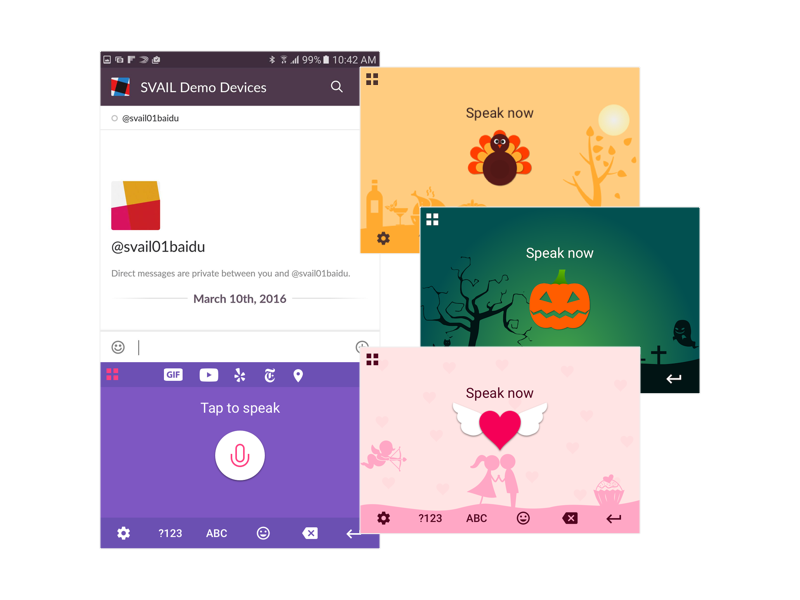 99% 10:42 AM
SVAIL Demo Devices
@svail01baidu
@svail01baidu
Direct messages are private between you and @svail01baidu.
March 10th, 2016
GIF
Tap to speak
?123 ABC
Speak now
Speak now
Speak now
?123 ABC